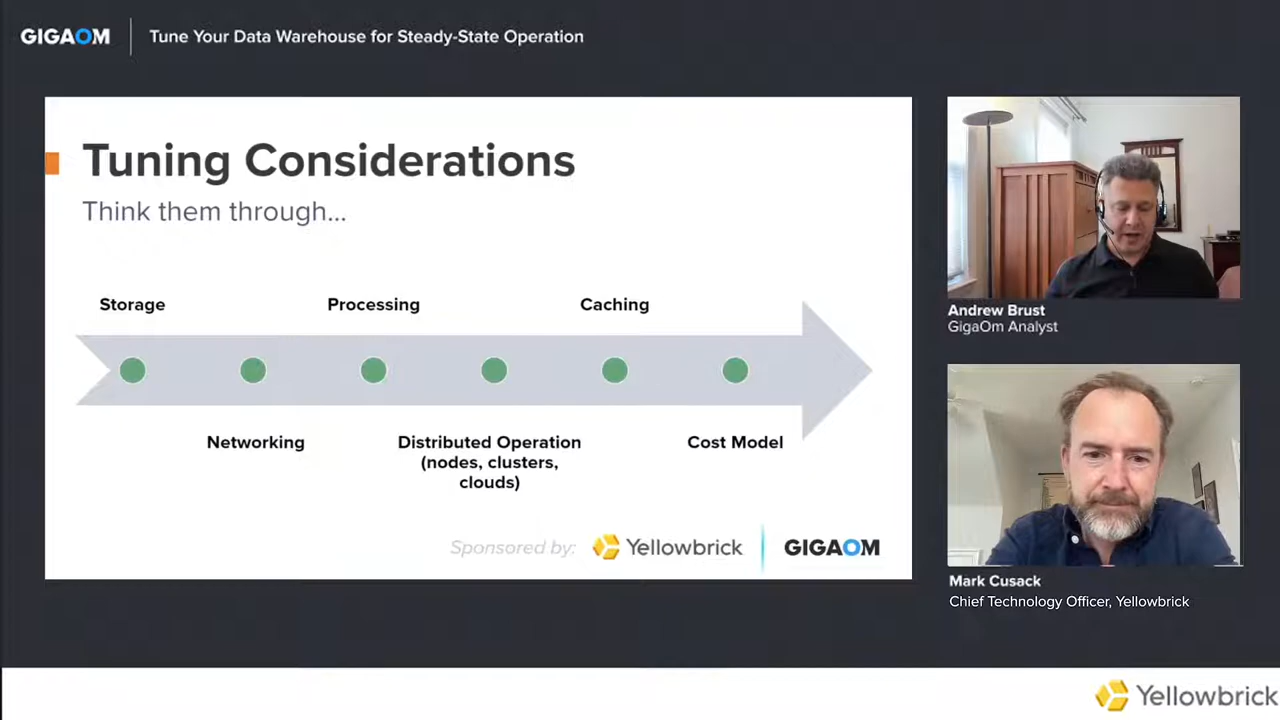 GIGAOM
Tune Your Data Warehouse for Steady-State Operation
Tuning Considerations
Think them through...
Storage
Processing
Caching
Networking
Distributed Operation
(nodes, clusters,
clouds)
Cost Model
Sponsored by:
Yellowbrick
GIGAOM
Andrew Brust
GigaOm Analyst
Mark Cusack
Chief Technology Officer, Yellowbrick
Yellowbrick